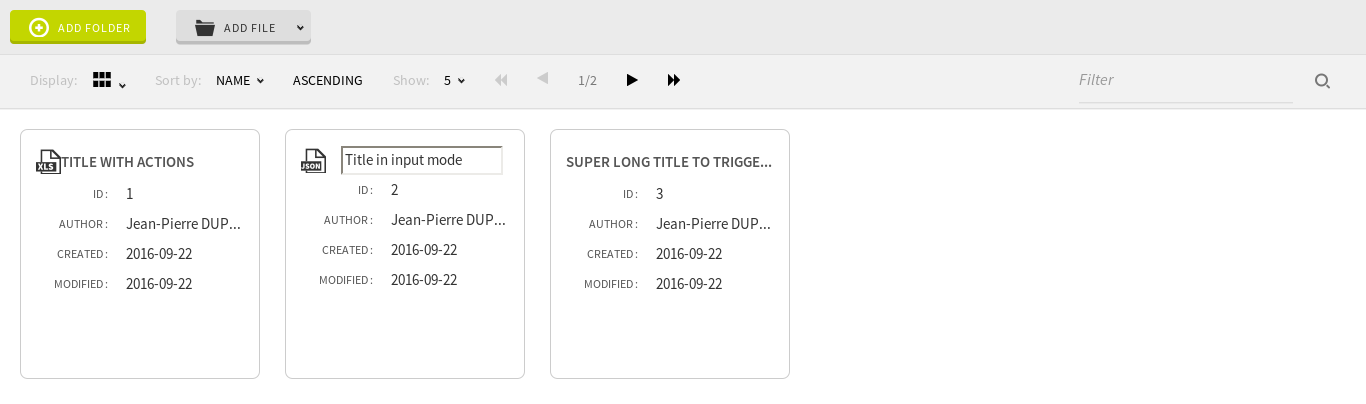 ADD FOLDER
ADD FILE
Display:
Sort by: NAME
ASCENDING
Show: 5
1/2
Filter
XLS
TITLE WITH ACTIONS
ID : 1
AUTHOR : Jean-Pierre DUP...
CREATED : 2016-09-22
MODIFIED : 2016-09-22
JSON
Title in input mode
ID : 2
AUTHOR : Jean-Pierre DUP...
CREATED : 2016-09-22
MODIFIED : 2016-09-22
SUPER LONG TITLE TO TRIGGE...
ID : 3
AUTHOR : Jean-Pierre DUP...
CREATED : 2016-09-22
MODIFIED : 2016-09-22